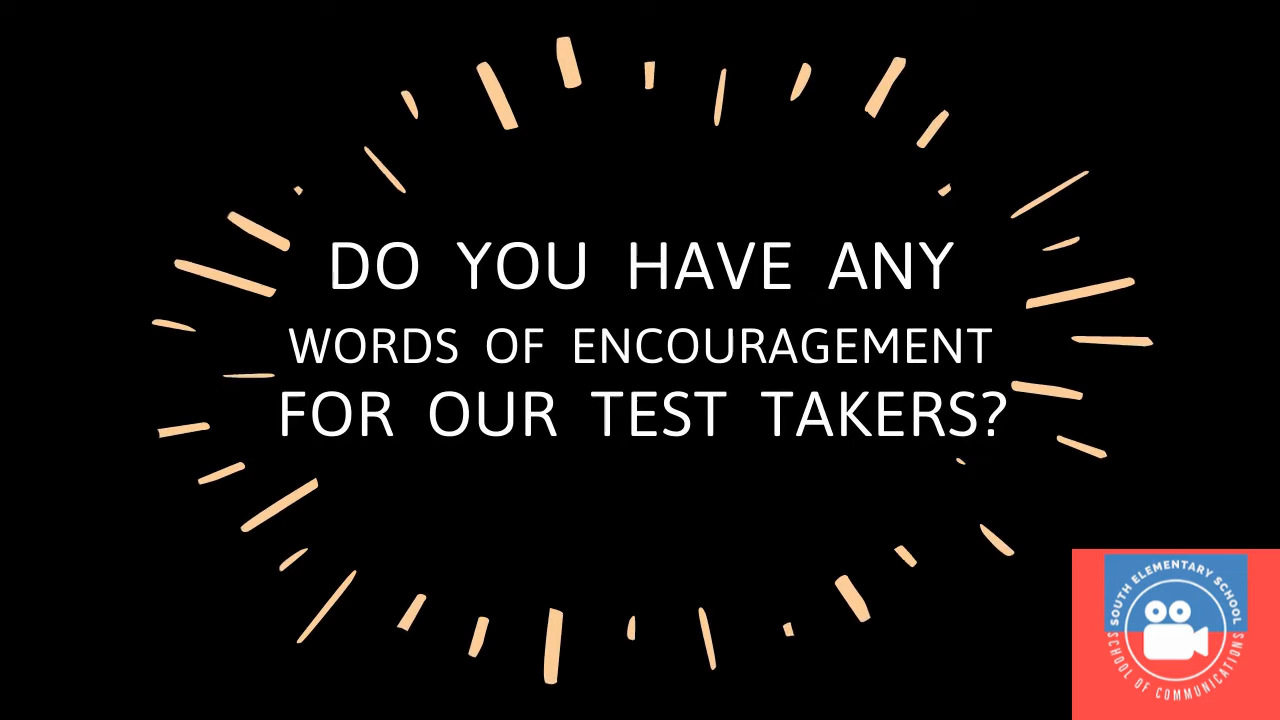 DO YOU HAVE ANY
WORDS OF ENCOURAGEMENT
FOR OUR TEST TAKERS?
SOUTH ELEMENTARY SCHOOL
SCHOOL OF COMMUNICATIONS